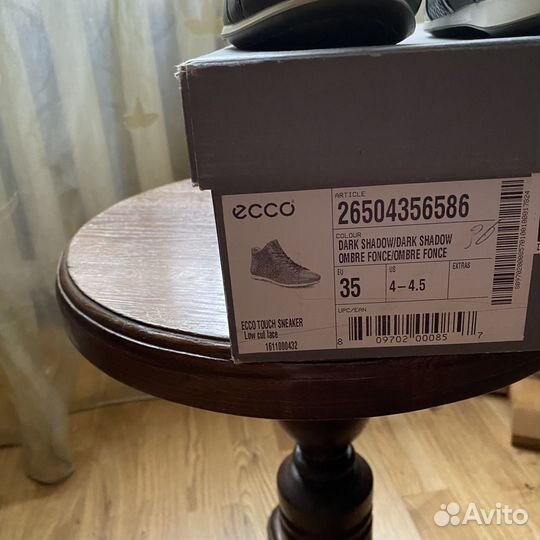 ecco
ARTICLE
26504356586
COLOUR
DARK SHADOW/DARK SHADOW
OMBRE FONCE/OMBRE FONCE
EU
US
EXTRAS
35
4-4.5
ECCO TOUCH SNEAKER
Low cut lace
1611000432
UPC/EAN
8 09702 00085 7
Avito